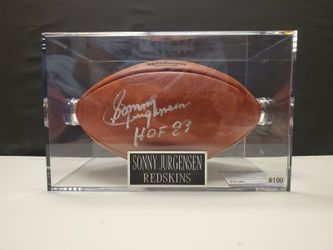 Sonny
Jurgensen
HOF 83
SONNY JURGENSEN
REDSKINS
$199